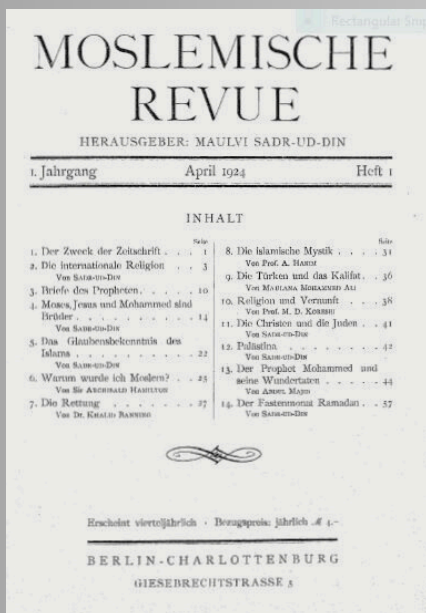 Rectangular Snip
MOSLEMISCHE
REVUE
HERAUSGEBER: MAULVI SADR-UD-DIN
1. Jahrgang April 1924 Heft 1
INHALT
Seite
1. Der Zweck der Zeitschrift . . . . 1
2. Die internationale Religion . . 3
Von SADR-UD-DIN
3. Briefe des Propheten . . . . . 10
4. Moses, Jesus und Mohammed sind
Brüder . . . . . . . . . . . 14
Von SADR-UD-DIN
5. Das Glaubensbekenntnis des
Islams . . . . . . . . . . . 22
Von SADR-UD-DIN
6. Warum wurde ich Moslem? . . 25
Von Sir ARCHIBALD HAMILTON
7. Die Rettung . . . . . . . . 27
Von Dr. KHALID BANNING
Seite
8. Die islamische Mystik . . . . 31
Von Prof. A.
9. Die Türken und das Kalifat . . 36
Von MAULANA MOHAMMED ALI
10. Religion und Vernunft . . . 38
Von Prof. M. D.
11. Die Christen und die Juden . . 41
Von SADR-UD-DIN
12. Palästina . . . . . . . . . 42
Von SADR-UD-DIN
13. Der Prophet Mohammed und
seine Wundertaten . . . . . . 44
Von ABDUL MAJID
14. Der Fastenmonat Ramadan . . 57
Von SADR-UD-DIN
Erscheint vierteljährlich · Bezugspreis: jährlich M 4.-
BERLIN-CHARLOTTENBURG
GIESEBRECHTSTRASSE 5